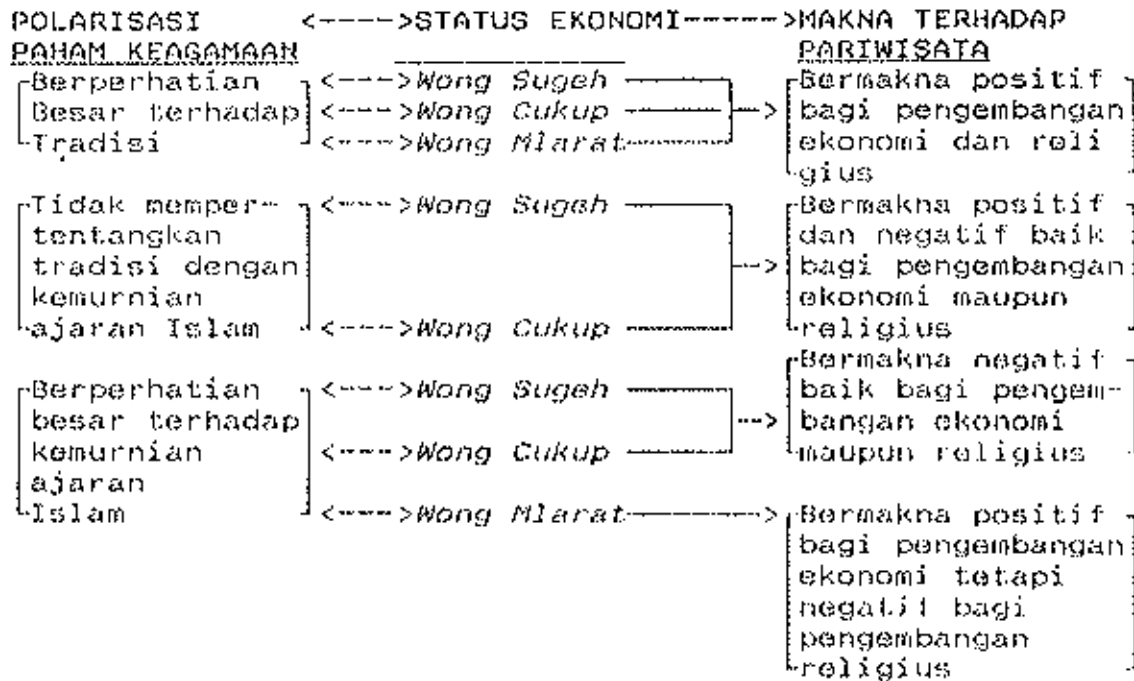 POLARISASI <----->STATUS EKONOMI------>MAKNA TERHADAP
PAHAM KEAGAMAAN PARIWISATA
Berperhatian <---->Wong Sugeh Bermakna positif
Besar terhadap <---->Wong Cukup ---> bagi pengembangan
Tradisi <---->Wong Mlarat ekonomi dan reli
gius
Tidak memper- <---->Wong Sugeh Bermakna positif
tentangkan dan negatif baik
tradisi dengan ---> bagi pengembangan
kemurnian ekonomi maupun
ajaran Islam <---->Wong Cukup religius
Bermakna negatif
Berperhatian <---->Wong Sugeh baik bagi pengem-
besar terhadap ---> bangan ekonomi
kemurnian <---->Wong Cukup maupun religius
ajaran
Islam <---->Wong Mlarat--------> Bermakna positif
bagi pengembangan
ekonomi tetapi
negatif bagi
pengembangan
religius